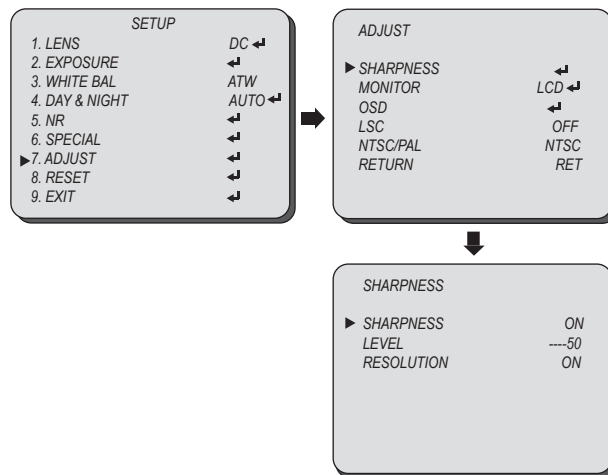 SETUP
1. LENS DC
2. EXPOSURE
3. WHITE BAL ATW
4. DAY & NIGHT AUTO
5. NR
6. SPECIAL
7. ADJUST
8. RESET
9. EXIT
ADJUST
SHARPNESS
MONITOR LCD
OSD
LSC OFF
NTSC/PAL NTSC
RETURN RET
SHARPNESS
SHARPNESS ON
LEVEL ----50
RESOLUTION ON